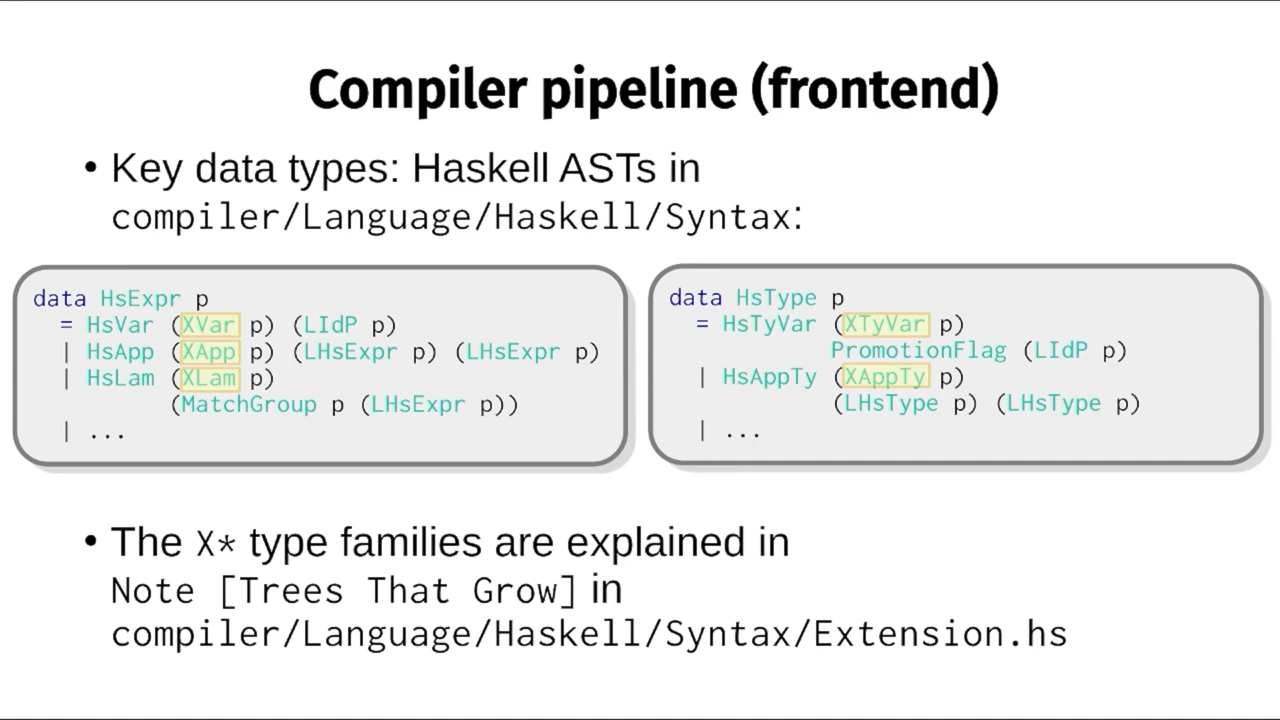 Compiler pipeline (frontend)
• Key data types: Haskell ASTs in
compiler/Language/Haskell/Syntax:
data HsExpr p
= HsVar (XVar p) (LIdP p)
| HsApp (XApp p) (LHsExpr p) (LHsExpr p)
| HsLam (XLam p)
(MatchGroup p (LHsExpr p))
| ...
data HsType p
= HsTyVar (XTyVar p)
PromotionFlag (LIdP p)
| HsAppTy (XAppTy p)
(LHsType p) (LHsType p)
| ...
• The X* type families are explained in
Note [Trees That Grow] in
compiler/Language/Haskell/Syntax/Extension.hs